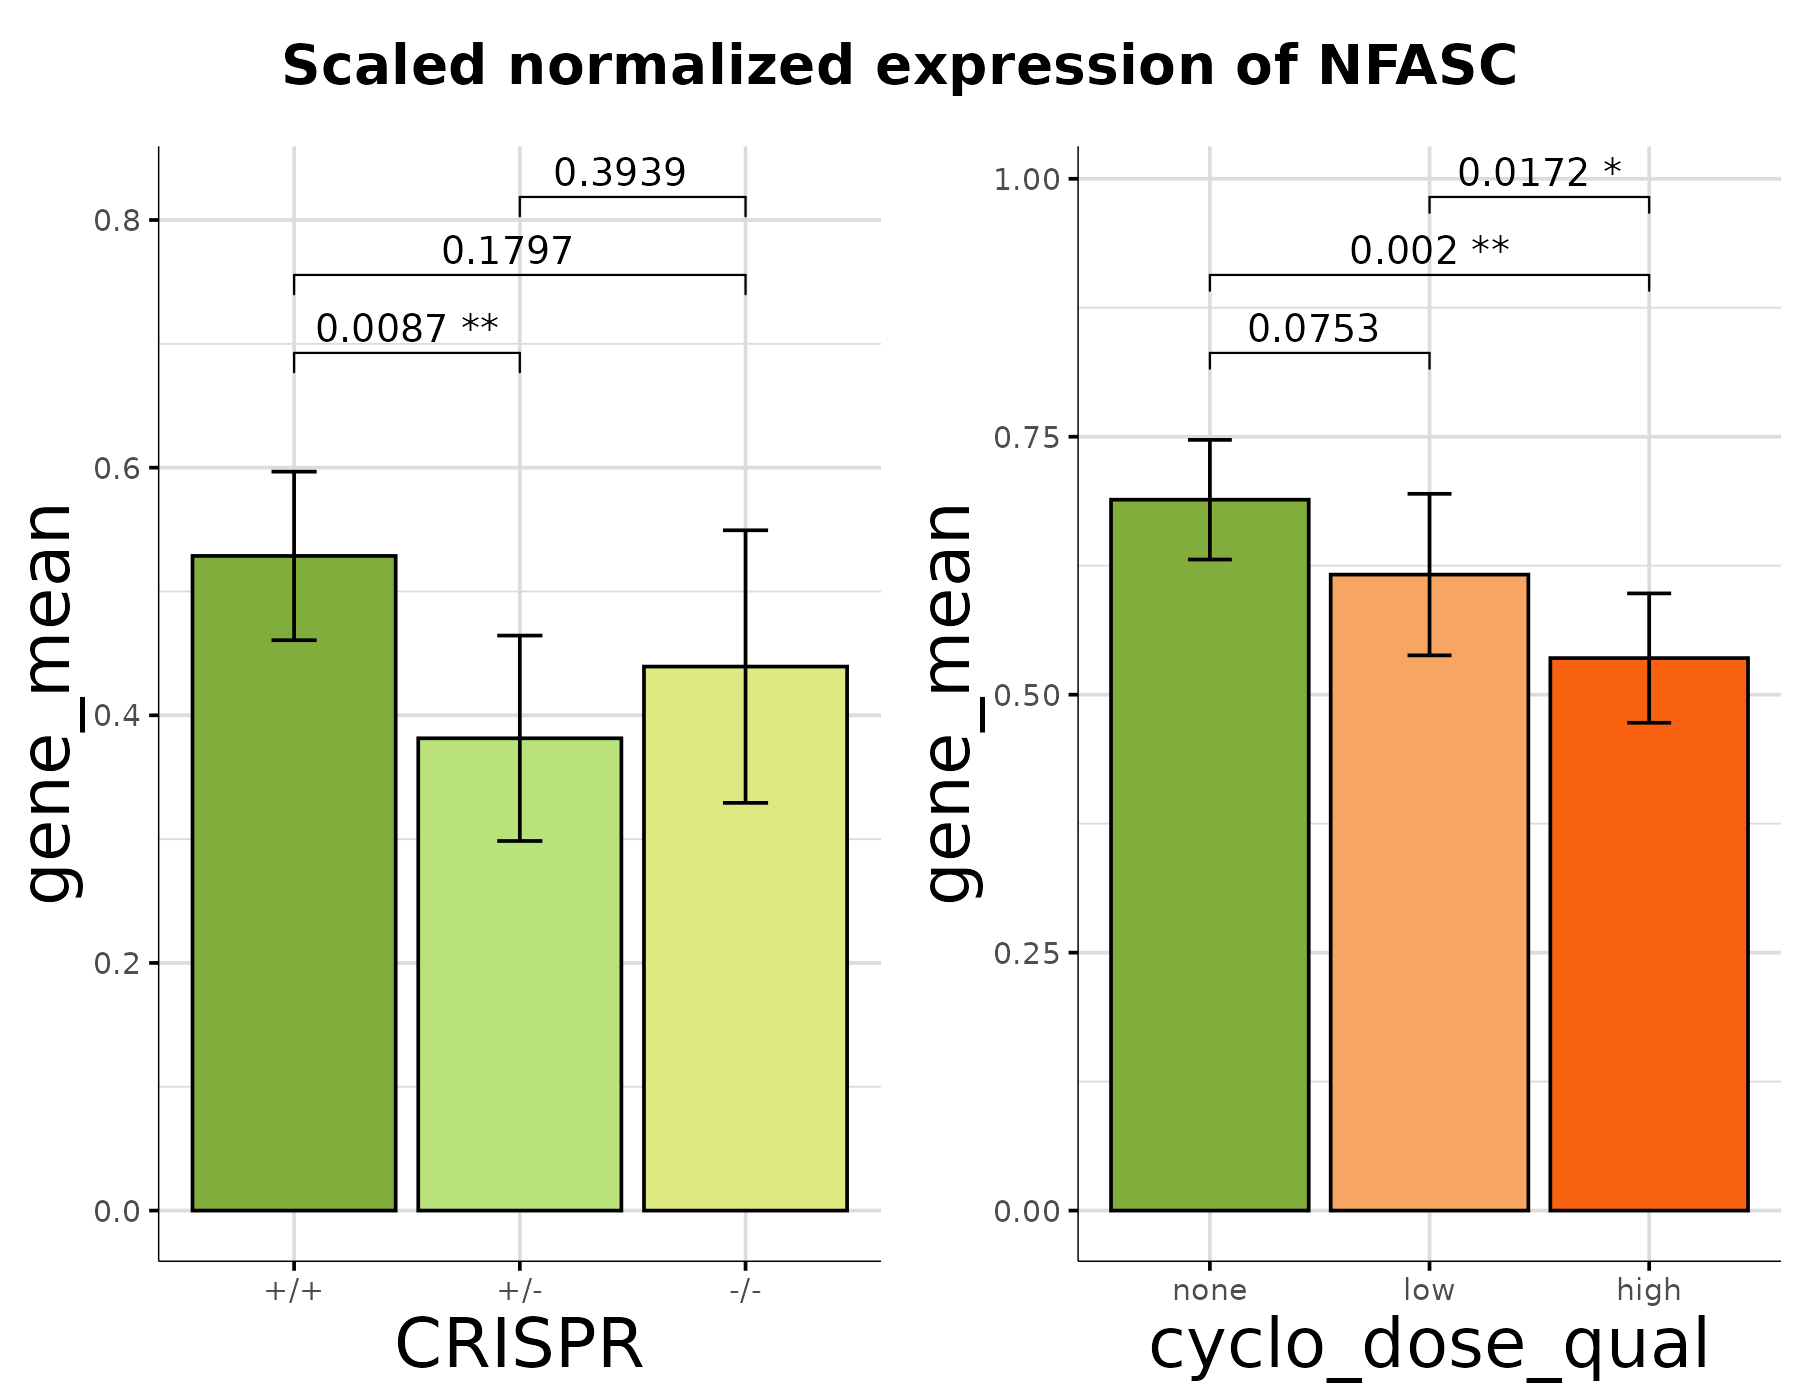 Scaled normalized expression of NFASC
gene_mean
0.8
0.6
0.4
0.2
0.0
0.3939
0.1797
0.0087 **
+/+
+/-
-/-
CRISPR
gene_mean
1.00
0.75
0.50
0.25
0.00
0.0172 *
0.002 **
0.0753
none
low
high
cyclo_dose_qual